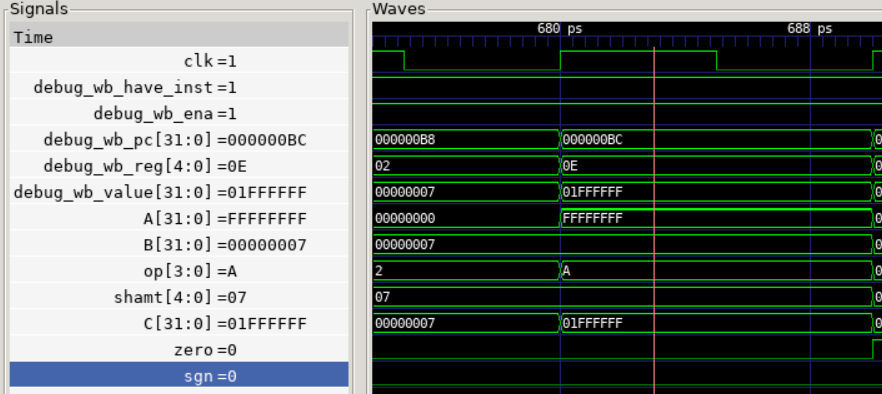 Signals
Time
clk=1
debug_wb_have_inst=1
debug_wb_ena=1
debug_wb_pc[31:0]=000000BC
debug_wb_reg[4:0]=0E
debug_wb_value[31:0]=01FFFFFF
A[31:0]=FFFFFFFF
B[31:0]=00000007
op[3:0]=A
shamt[4:0]=07
C[31:0]=01FFFFFF
zero=0
sgn=0
Waves
680 ps 688 ps
000000B8 000000BC 0
02 0E 0
00000007 01FFFFFF 0
00000000 FFFFFFFF 0
00000007 0
2 A 0
07 0
00000007 01FFFFFF 0